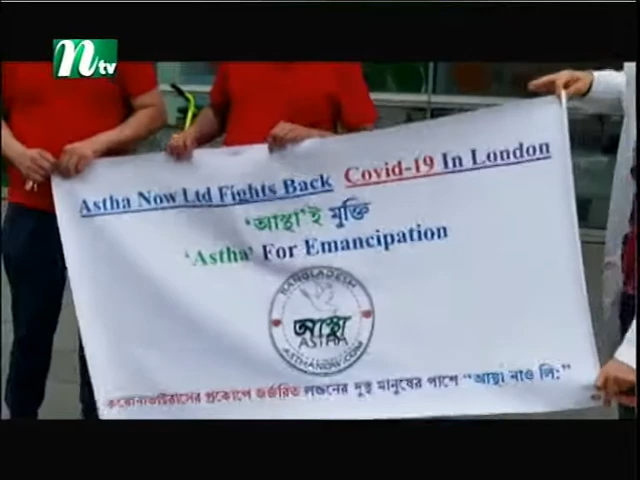 Ntv
Astha Now Ltd Fights Back Covid-19 In London
'আস্থা'ই মুক্তি
'Astha' For Emancipation
BANGLADESH
আস্থা
ASTHA
ASTHANOW.COM
করোনাভাইরাসের প্রকোপে জর্জরিত লন্ডনের দুস্থ মানুষের পাশে “আস্থা নাও লি:”